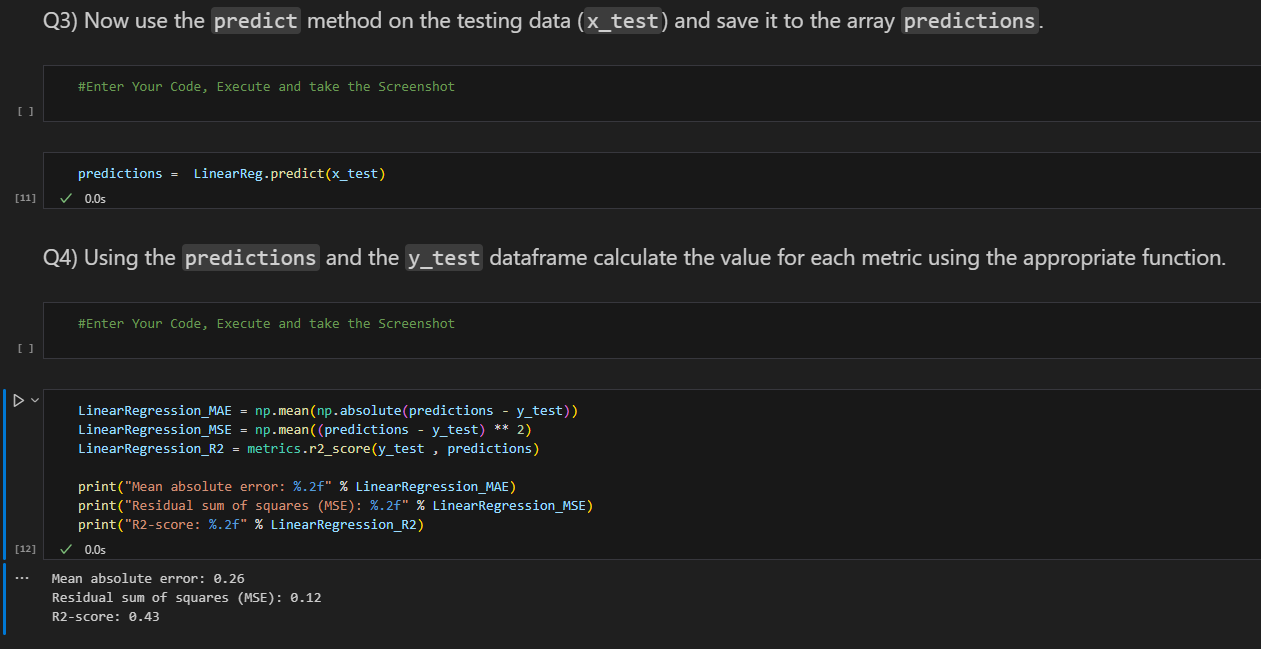 Q3) Now use the predict method on the testing data (x_test) and save it to the array predictions.
#Enter Your Code, Execute and take the Screenshot
[ ]
predictions =  LinearReg.predict(x_test)
[11] ✓ 0.0s
Q4) Using the predictions and the y_test dataframe calculate the value for each metric using the appropriate function.
#Enter Your Code, Execute and take the Screenshot
[ ]
LinearRegression_MAE = np.mean(np.absolute(predictions - y_test))
LinearRegression_MSE = np.mean((predictions - y_test) ** 2)
LinearRegression_R2 = metrics.r2_score(y_test , predictions)
print("Mean absolute error: %.2f" % LinearRegression_MAE)
print("Residual sum of squares (MSE): %.2f" % LinearRegression_MSE)
print("R2-score: %.2f" % LinearRegression_R2)
[12] ✓ 0.0s
... Mean absolute error: 0.26
Residual sum of squares (MSE): 0.12
R2-score: 0.43